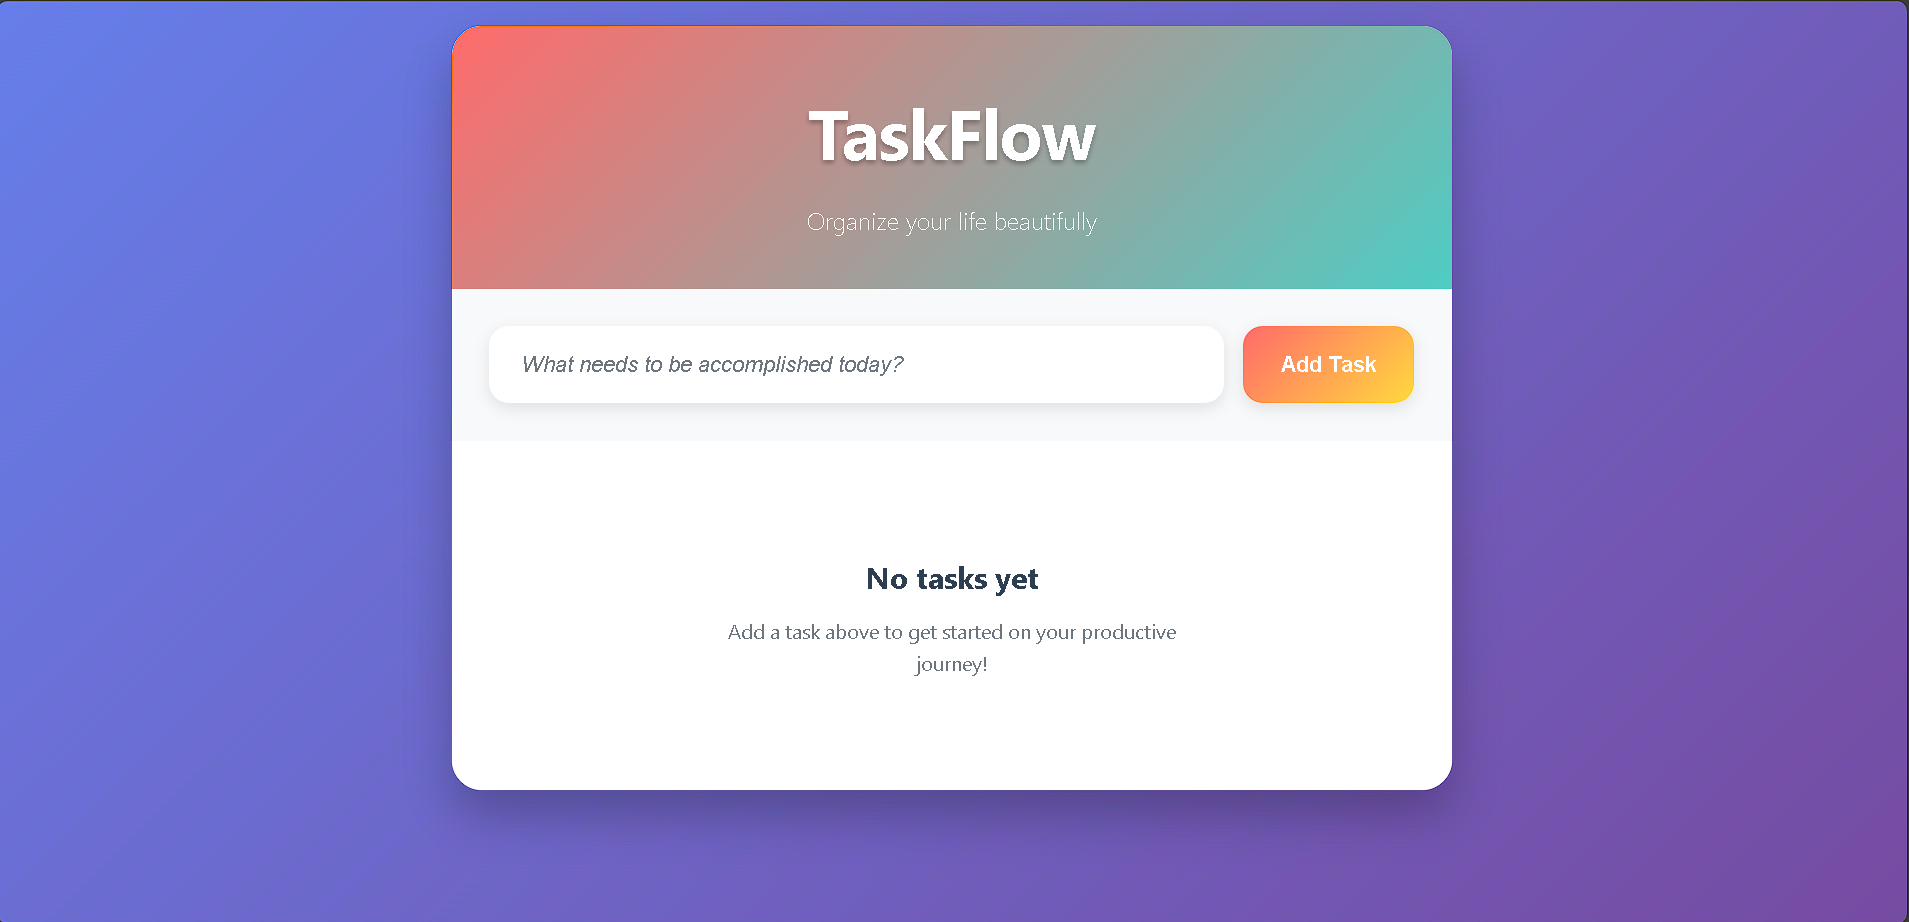 TaskFlow
Organize your life beautifully
What needs to be accomplished today?
Add Task
No tasks yet
Add a task above to get started on your productive
journey!